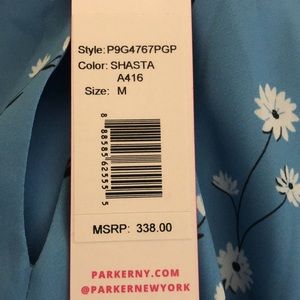 Style: P9G4767PGP
Color: SHASTA
A416
Size: M
MSRP: 338.00
PARKERNY.COM
@PARKERNEWYORK